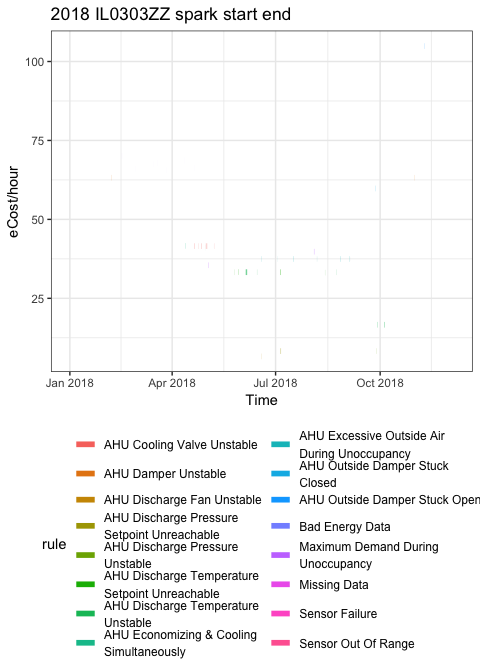 2018 IL0303ZZ spark start end
eCost/hour
100
75
50
25
Jan 2018
Apr 2018
Jul 2018
Oct 2018
Time
rule
AHU Cooling Valve Unstable
AHU Damper Unstable
AHU Discharge Fan Unstable
AHU Discharge Pressure
Setpoint Unreachable
AHU Discharge Pressure
Unstable
AHU Discharge Temperature
Setpoint Unreachable
AHU Discharge Temperature
Unstable
AHU Economizing & Cooling
Simultaneously
AHU Excessive Outside Air
During Unoccupancy
AHU Outside Damper Stuck
Closed
AHU Outside Damper Stuck Open
Bad Energy Data
Maximum Demand During
Unoccupancy
Missing Data
Sensor Failure
Sensor Out Of Range